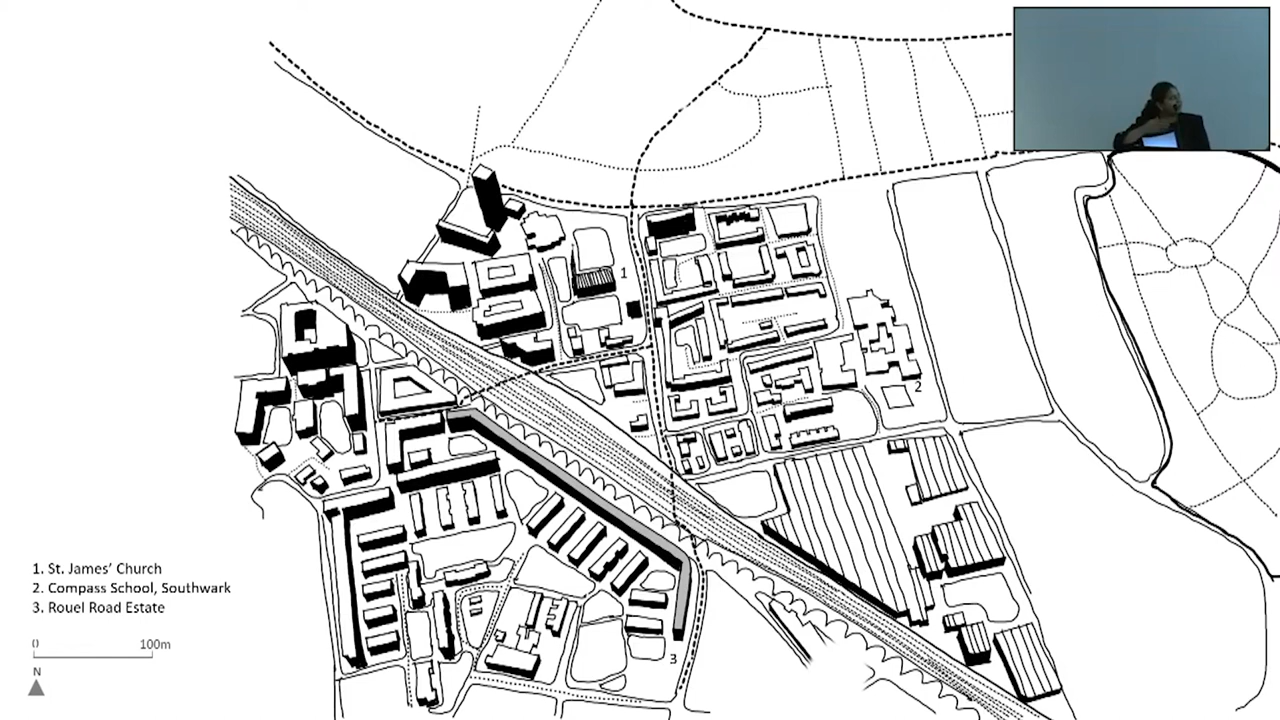 1
2
3
1. St. James' Church
2. Compass School, Southwark
3. Rouel Road Estate
0 100m
N